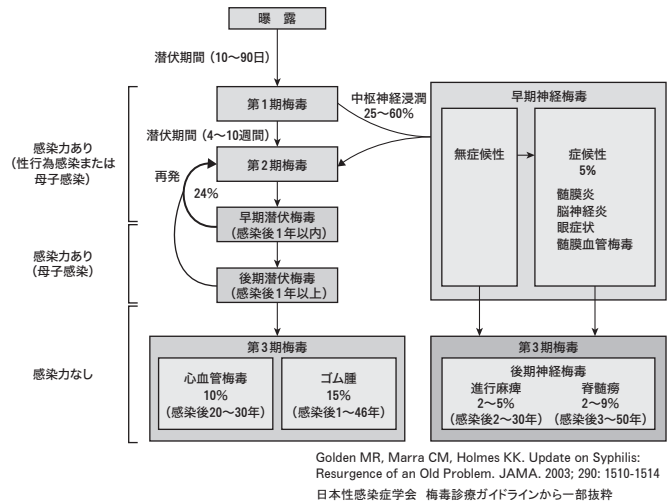 曝 露
潜伏期間（10〜90日）
第1期梅毒
中枢神経浸潤
25〜60%
潜伏期間（4〜10週間）
第2期梅毒
再発
24%
早期潜伏梅毒
（感染後1年以内）
後期潜伏梅毒
（感染後1年以上）
感染力あり
（性行為感染または
母子感染）
感染力あり
（母子感染）
感染力なし
早期神経梅毒
無症候性
症候性
5%
髄膜炎
脳神経炎
眼症状
髄膜血管梅毒
第3期梅毒
心血管梅毒
10%
（感染後20〜30年）
ゴム腫
15%
（感染後1〜46年）
第3期梅毒
後期神経梅毒
進行麻痺
2〜5%
（感染後2〜30年）
脊髄癆
2〜9%
（感染後3〜50年）
Golden MR, Marra CM, Holmes KK. Update on Syphilis:
Resurgence of an Old Problem. JAMA. 2003; 290: 1510-1514
日本性感染症学会 梅毒診療ガイドラインから一部抜粋